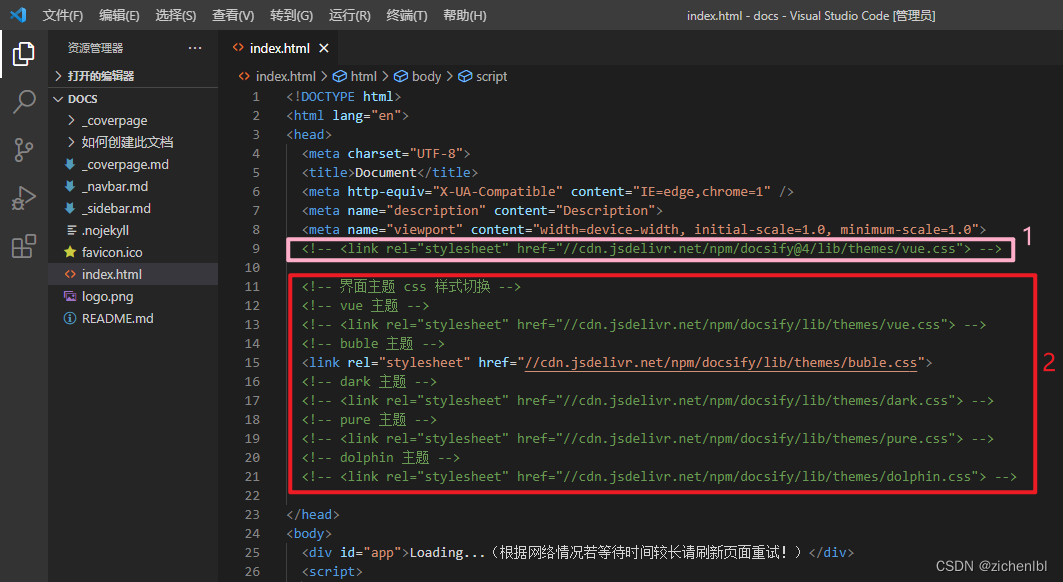 文件(F) 编辑(E) 选择(S) 查看(V) 转到(G) 运行(R) 终端(T) 帮助(H) index.html - docs - Visual Studio Code [管理员]
资源管理器 ···
打开的编辑器
DOCS
_coverpage
如何创建此文档
_coverpage.md
_navbar.md
_sidebar.md
.nojekyll
favicon.ico
index.html
logo.png
README.md
index.html
index.html > html > body > script
1 <!DOCTYPE html>
2 <html lang="en">
3 <head>
4 <meta charset="UTF-8">
5 <title>Document</title>
6 <meta http-equiv="X-UA-Compatible" content="IE=edge,chrome=1" />
7 <meta name="description" content="Description">
8 <meta name="viewport" content="width=device-width, initial-scale=1.0, minimum-scale=1.0">
9 <!-- <link rel="stylesheet" href="//cdn.jsdelivr.net/npm/docsify@4/lib/themes/vue.css"> -->
1
10
11 <!-- 界面主题 css 样式切换 -->
12 <!-- vue 主题 -->
13 <!-- <link rel="stylesheet" href="//cdn.jsdelivr.net/npm/docsify/lib/themes/vue.css"> -->
14 <!-- buble 主题 -->
15 <link rel="stylesheet" href="//cdn.jsdelivr.net/npm/docsify/lib/themes/buble.css">
2
16 <!-- dark 主题 -->
17 <!-- <link rel="stylesheet" href="//cdn.jsdelivr.net/npm/docsify/lib/themes/dark.css"> -->
18 <!-- pure 主题 -->
19 <!-- <link rel="stylesheet" href="//cdn.jsdelivr.net/npm/docsify/lib/themes/pure.css"> -->
20 <!-- dolphin 主题 -->
21 <!-- <link rel="stylesheet" href="//cdn.jsdelivr.net/npm/docsify/lib/themes/dolphin.css"> -->
22
23 </head>
24 <body>
25 <div id="app">Loading...（根据网络情况若等待时间较长请刷新页面重试！）</div>
26 <script>
CSDN @zichenlbl